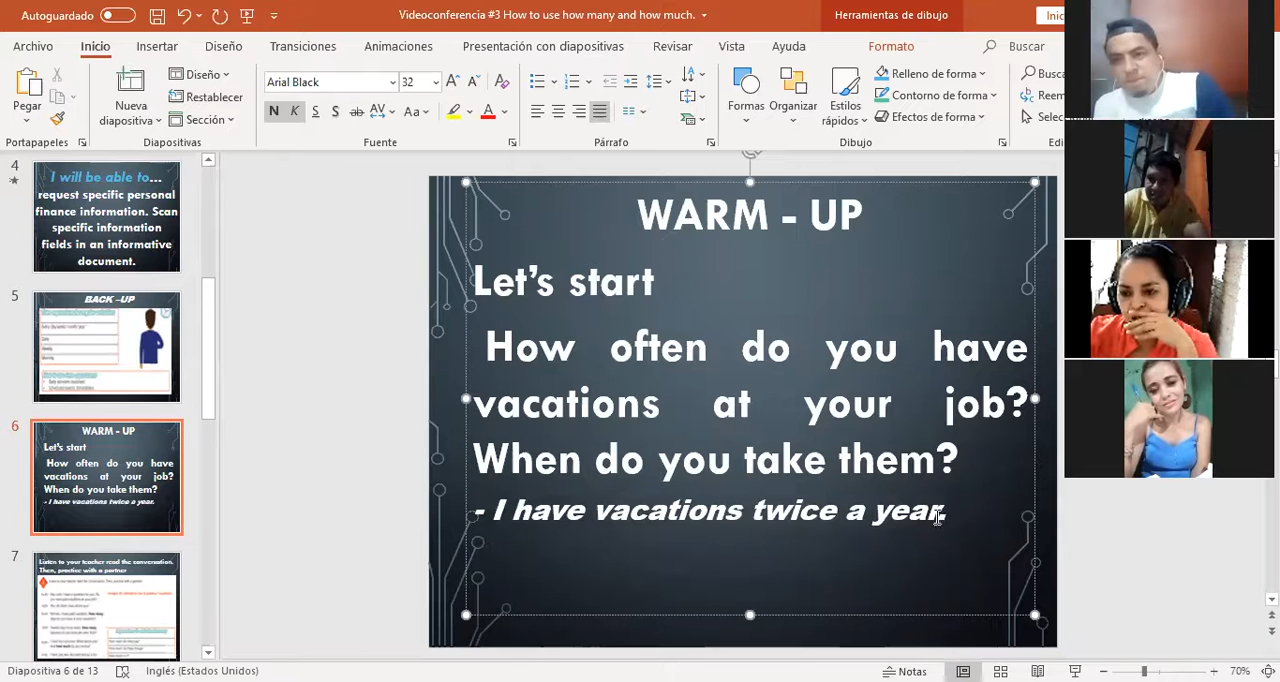 Autoguardado
Videoconferencia #3 How to use how many and how much.
Herramientas de dibujo
Archivo Inicio Insertar Diseño Transiciones Animaciones Presentación con diapositivas Revisar Vista Ayuda Formato Buscar
Pegar
Nueva diapositiva
Diseño
Restablecer
Sección
Arial Black 32
N K S S ab AV Aa A
Formas Organizar Estilos rápidos
Relleno de forma
Contorno de forma
Efectos de forma
Portapapeles Diapositivas Fuente Párrafo Dibujo
4
I will be able to...
request specific personal
finance information. Scan
specific information
fields in an informative
document.
5
BACK -UP
6
WARM - UP
Let's start
How often do you have
vacations at your job?
When do you take them?
- I have vacations twice a year.
7
Listen to your teacher read the conversation.
Then, practice with a partner
WARM - UP
Let's start
How often do you have
vacations at your job?
When do you take them?
- I have vacations twice a year.
Diapositiva 6 de 13 Inglés (Estados Unidos) Notas 70%